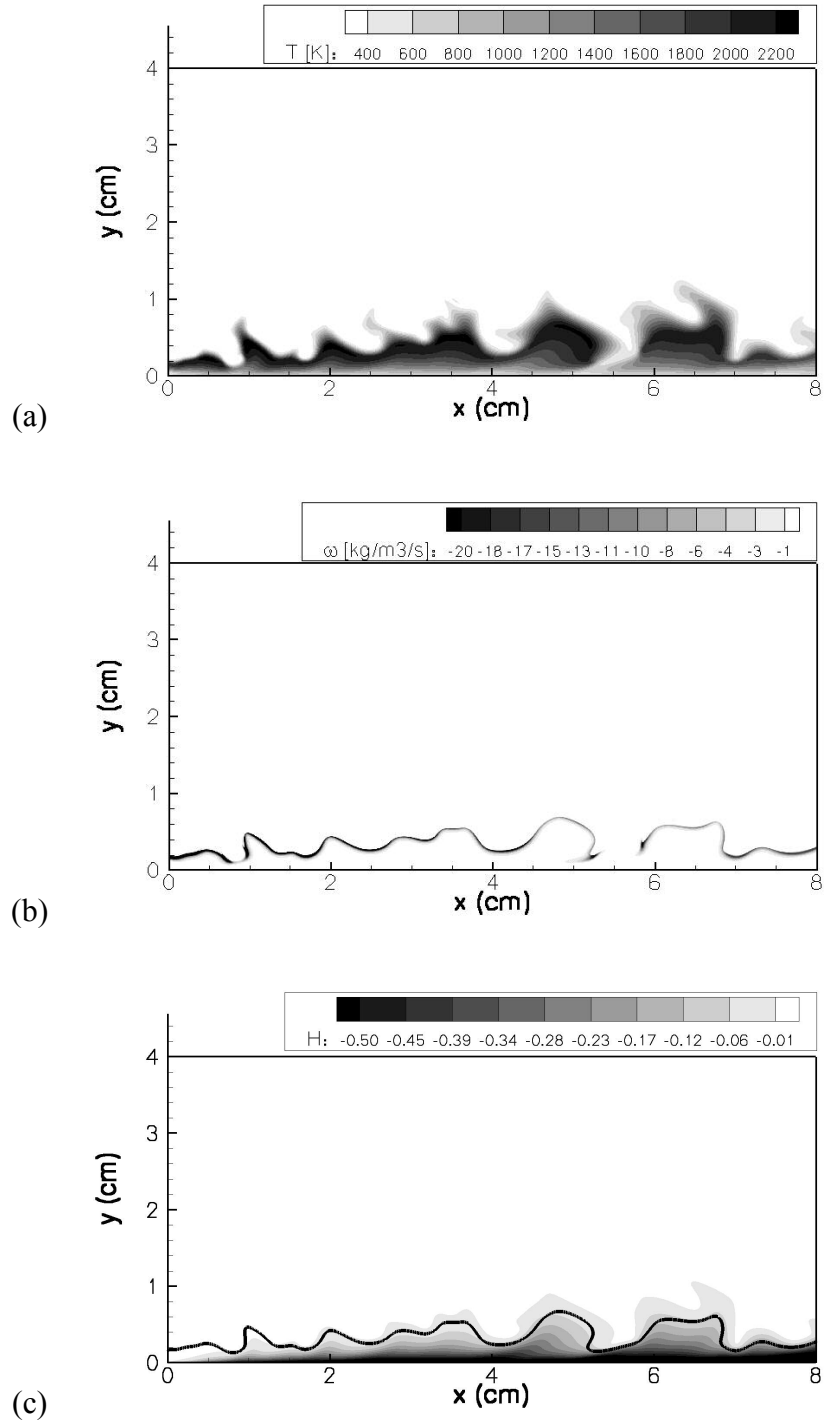 T [K]: 400 600 800 1000 1200 1400 1600 1800 2000 2200
4
3
2
1
0
y (cm)
0 2 4 6 8
x (cm)
(a)
ω [kg/m3/s]: -20 -18 -17 -15 -13 -11 -10 -8 -6 -4 -3 -1
4
3
2
1
0
y (cm)
0 2 4 6 8
x (cm)
(b)
H: -0.50 -0.45 -0.39 -0.34 -0.28 -0.23 -0.17 -0.12 -0.06 -0.01
4
3
2
1
0
y (cm)
0 2 4 6 8
x (cm)
(c)